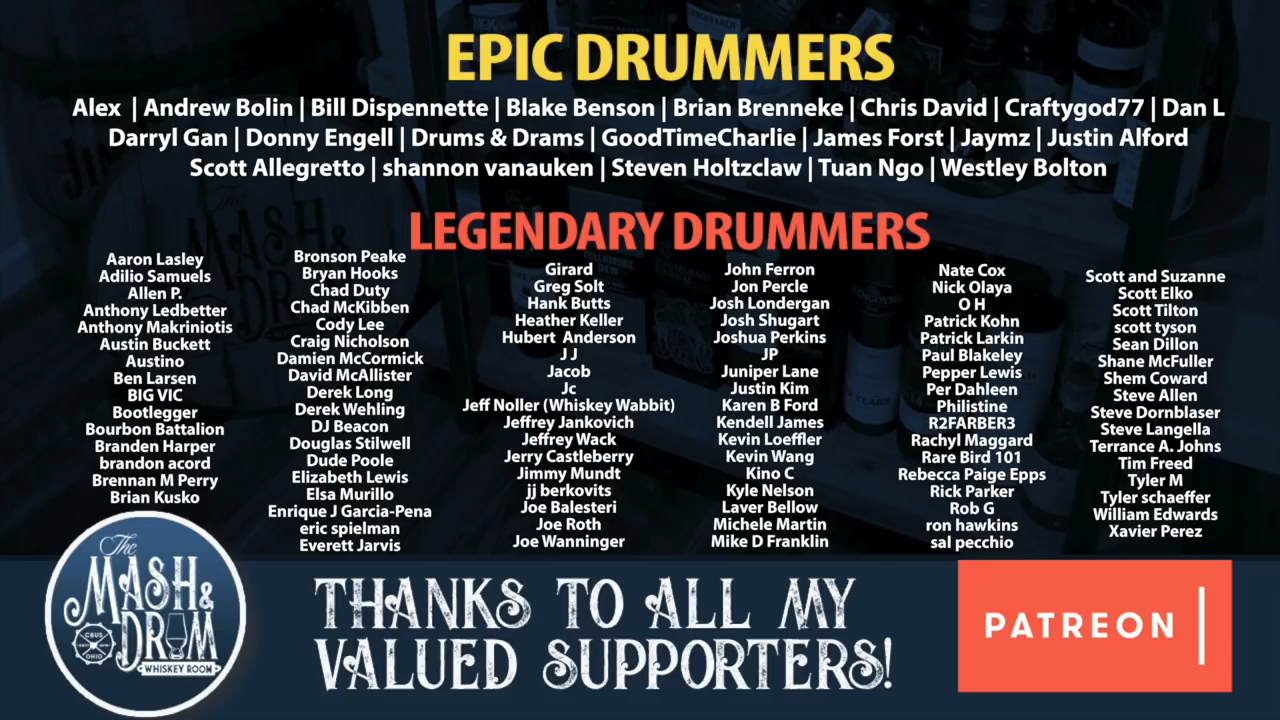 EPIC DRUMMERS
Alex | Andrew Bolin | Bill Dispennette | Blake Benson | Brian Brenneke | Chris David | Craftygod77 | Dan L
Darryl Gan | Donny Engell | Drums & Drams | GoodTimeCharlie | James Forst | Jaymz | Justin Alford
Scott Allegretto | shannon vanauken | Steven Holtzclaw | Tuan Ngo | Westley Bolton
LEGENDARY DRUMMERS
Aaron Lasley
Adilio Samuels
Allen P.
Anthony Ledbetter
Anthony Makriniotis
Austin Buckett
Austino
Ben Larsen
BIG VIC
Bootlegger
Bourbon Battalion
Branden Harper
brandon acord
Brennan M Perry
Brian Kusko
Bronson Peake
Bryan Hooks
Chad Duty
Chad McKibben
Cody Lee
Craig Nicholson
Damien McCormick
David McAllister
Derek Long
Derek Wehling
DJ Beacon
Douglas Stilwell
Dude Poole
Elizabeth Lewis
Elsa Murillo
Enrique J Garcia-Pena
eric spielman
Everett Jarvis
Girard
Greg Solt
Hank Butts
Heather Keller
Hubert Anderson
J J
Jacob
Jc
Jeff Noller (Whiskey Wabbit)
Jeffrey Jankovich
Jeffrey Wack
Jerry Castleberry
Jimmy Mundt
jj berkovits
Joe Balesteri
Joe Roth
Joe Wanninger
John Ferron
Jon Percle
Josh Londergan
Josh Shugart
Joshua Perkins
JP
Juniper Lane
Justin Kim
Karen B Ford
Kendell James
Kevin Loeffler
Kevin Wang
Kino C
Kyle Nelson
Laver Bellow
Michele Martin
Mike D Franklin
Nate Cox
Nick Olaya
O H
Patrick Kohn
Patrick Larkin
Paul Blakeley
Pepper Lewis
Per Dahleen
Philistine
R2FARBER3
Rachyl Maggard
Rare Bird 101
Rebecca Paige Epps
Rick Parker
Rob G
ron hawkins
sal pecchio
Scott and Suzanne
Scott Elko
Scott Tilton
scott tyson
Sean Dillon
Shane McFuller
Shem Coward
Steve Allen
Steve Dornblaser
Steve Langella
Terrance A. Johns
Tim Freed
Tyler M
Tyler schaeffer
William Edwards
Xavier Perez
The
MASH &
DRUM
CBUS
OHIO
WHISKEY ROOM
THANKS TO ALL MY
VALUED SUPPORTERS!
PATREON